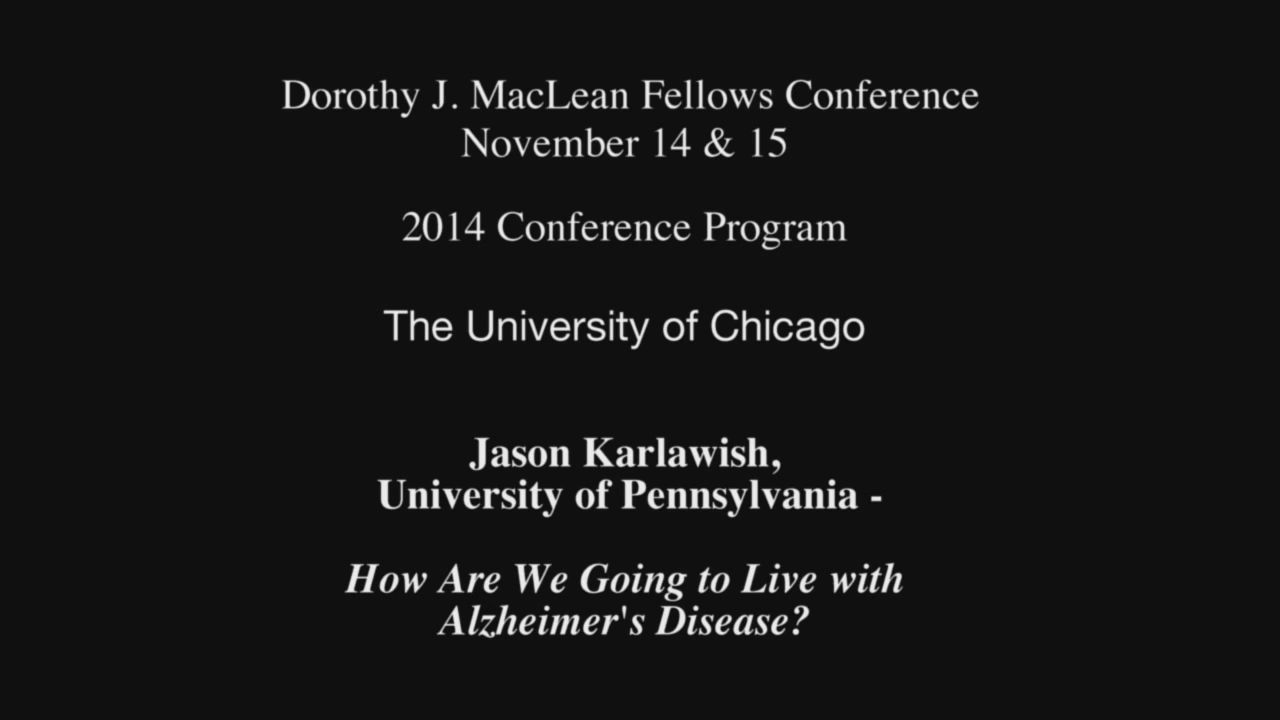 Dorothy J. MacLean Fellows Conference
November 14 & 15
2014 Conference Program
The University of Chicago
Jason Karlawish,
University of Pennsylvania -
How Are We Going to Live with
Alzheimer's Disease?